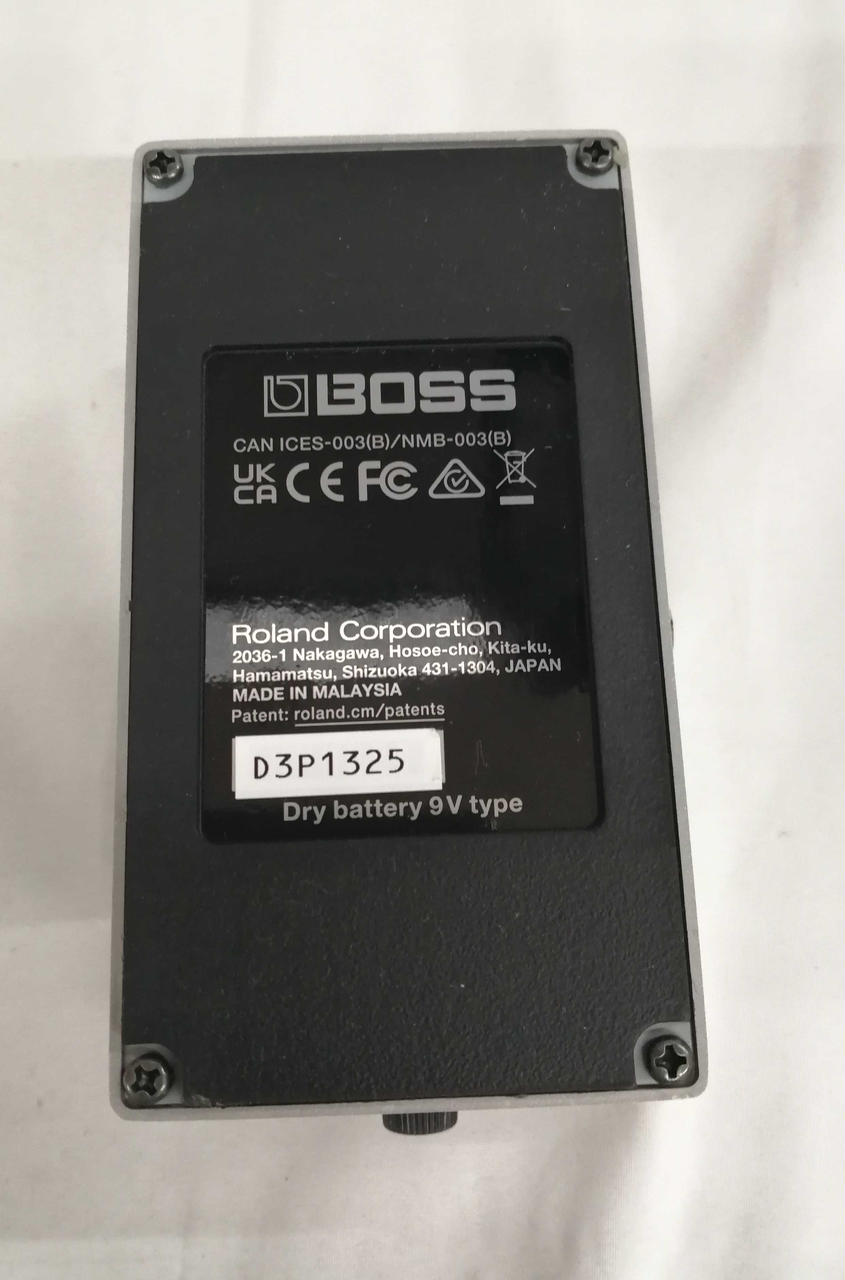 BOSS
CAN ICES-003(B)/NMB-003(B)
UK CA CE FC
Roland Corporation
2036-1 Nakagawa, Hosoe-cho, Kita-ku,
Hamamatsu, Shizuoka 431-1304, JAPAN
MADE IN MALAYSIA
Patent: roland.cm/patents
D3P1325
Dry battery 9V type